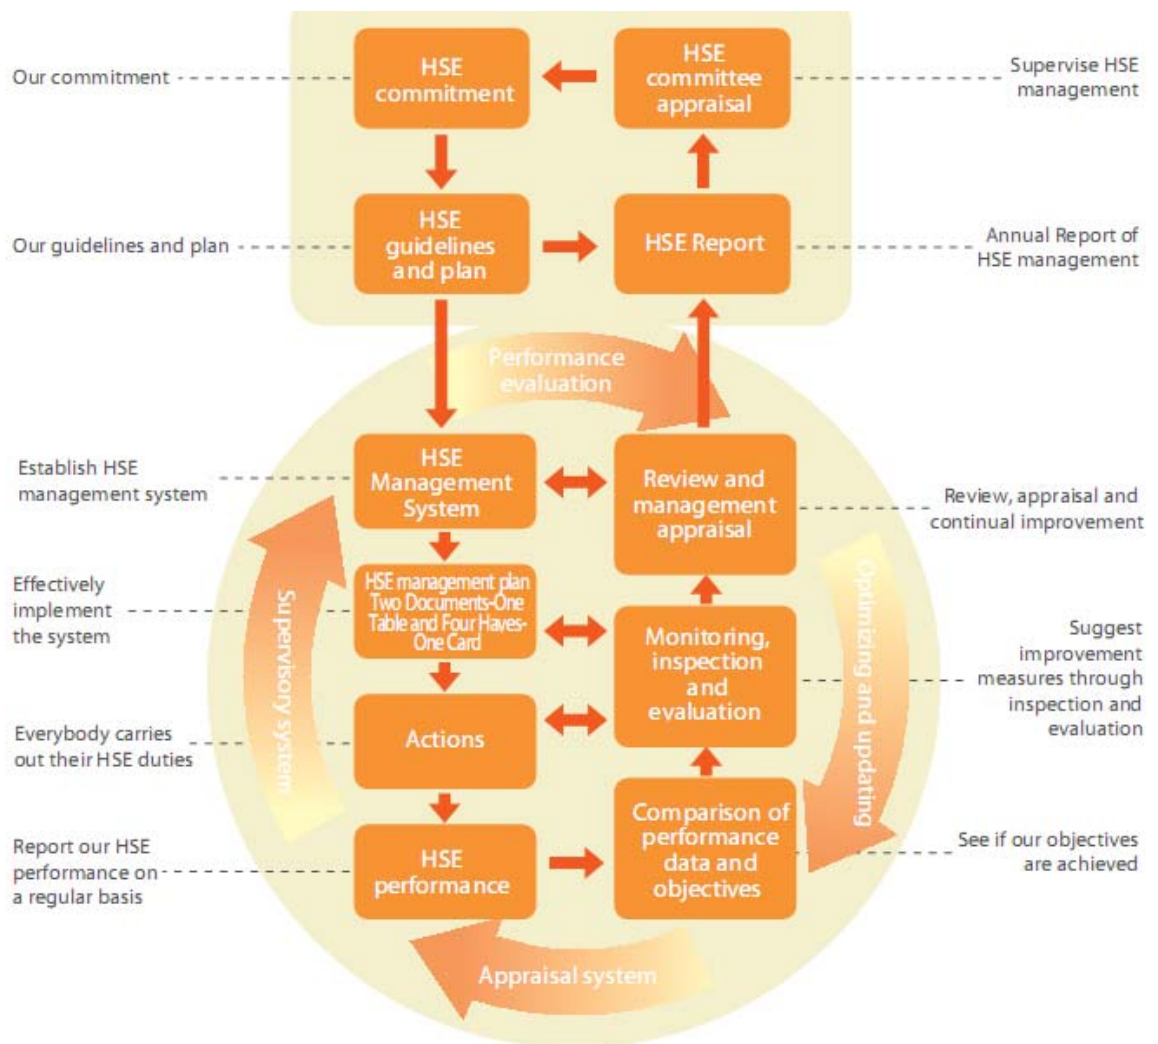 Our commitment
HSE
commitment
HSE
committee
appraisal
Supervise HSE
management
Our guidelines and plan
HSE
guidelines
and plan
HSE Report
Annual Report of
HSE management
Performance
evaluation
Establish HSE
management system
HSE
Management
System
Review and
management
appraisal
Review, appraisal and
continual improvement
Effectively
implement
the system
HSE management plan
Two Documents-One
Table and Four Haves-
One Card
Monitoring,
inspection
and
evaluation
Suggest
improvement
measures through
inspection and
evaluation
Supervisory system
Optimizing and updating
Everybody carries
out their HSE duties
Actions
Report our HSE
performance on
a regular basis
HSE
performance
Comparison of
performance
data and
objectives
See if our objectives
are achieved
Appraisal system